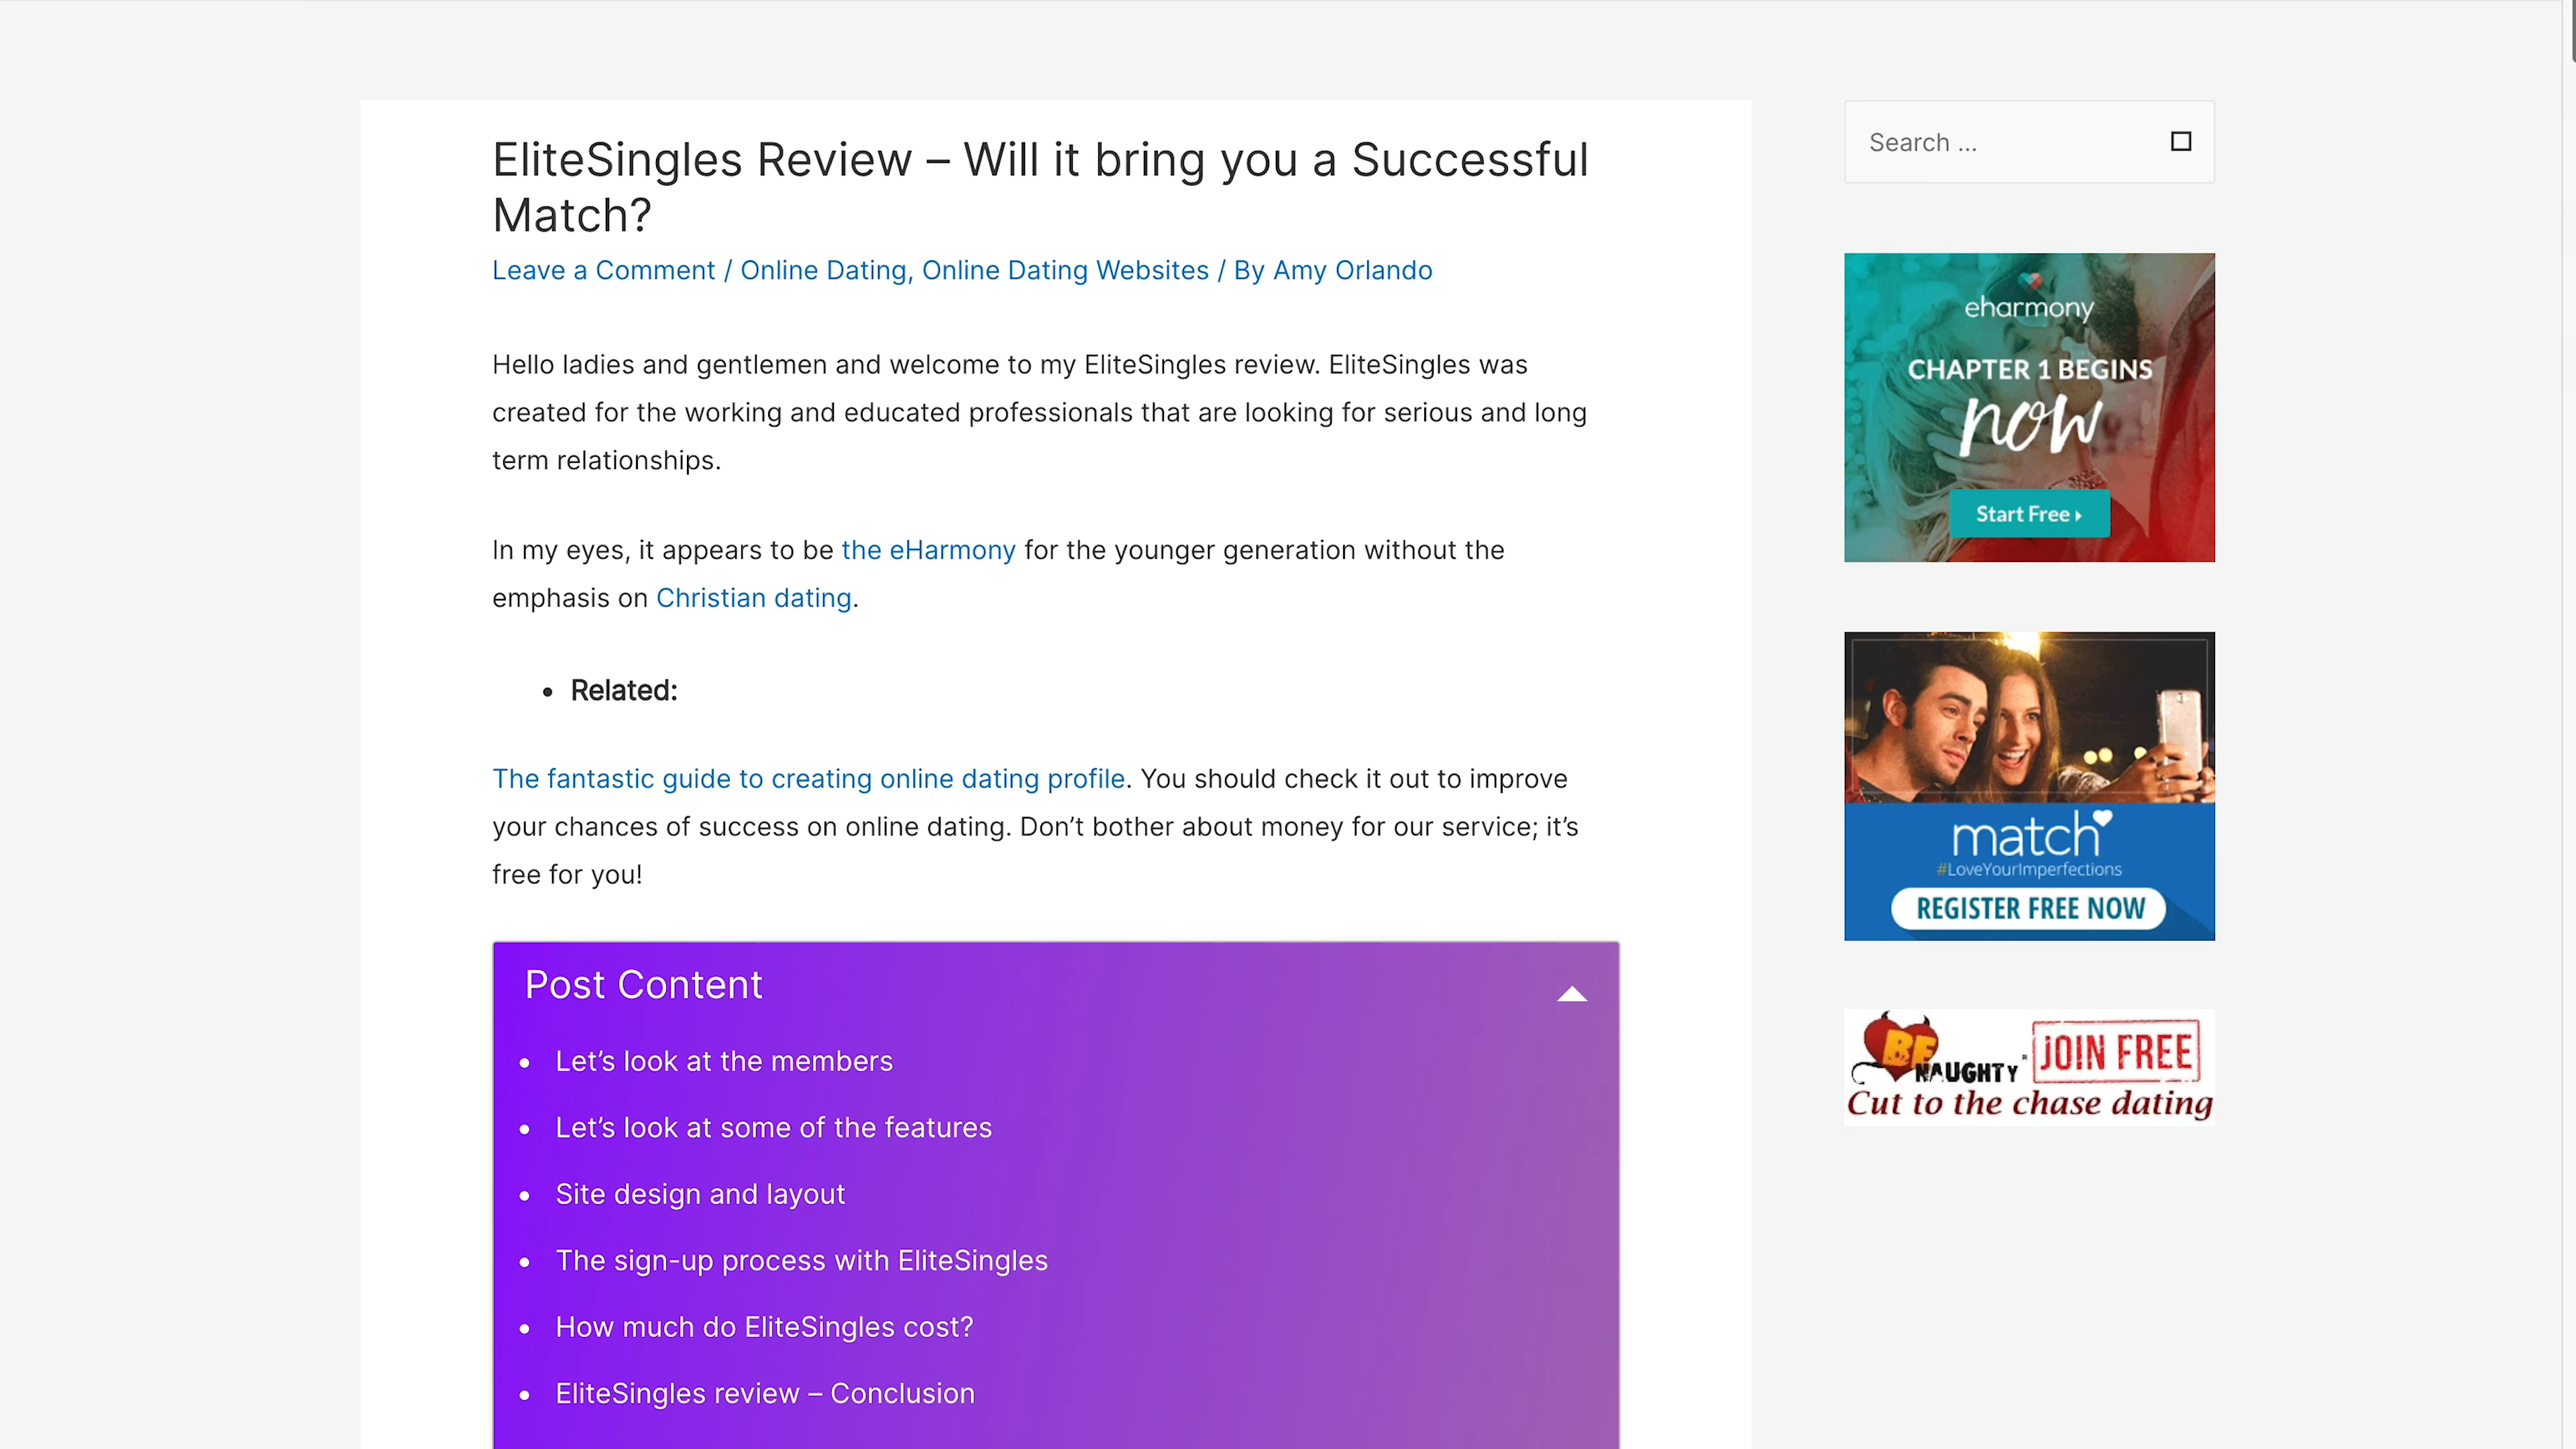 EliteSingles Review – Will it bring you a Successful
Match?
Leave a Comment / Online Dating, Online Dating Websites / By Amy Orlando
Hello ladies and gentlemen and welcome to my EliteSingles review. EliteSingles was
created for the working and educated professionals that are looking for serious and long
term relationships.
In my eyes, it appears to be the eHarmony for the younger generation without the
emphasis on Christian dating.
• Related:
The fantastic guide to creating online dating profile. You should check it out to improve
your chances of success on online dating. Don’t bother about money for our service; it’s
free for you!
Post Content
• Let’s look at the members
• Let’s look at some of the features
• Site design and layout
• The sign-up process with EliteSingles
• How much do EliteSingles cost?
• EliteSingles review – Conclusion
Search ...
eharmony
CHAPTER 1 BEGINS
now
Start Free
match
#LoveYourImperfections
REGISTER FREE NOW
BE
NAUGHTY
JOIN FREE
Cut to the chase dating